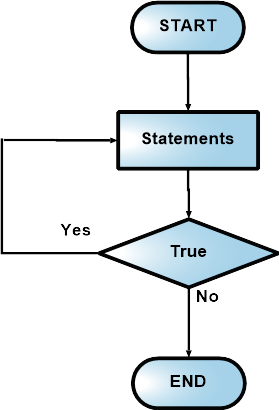 START
Statements
Yes
True
No
END